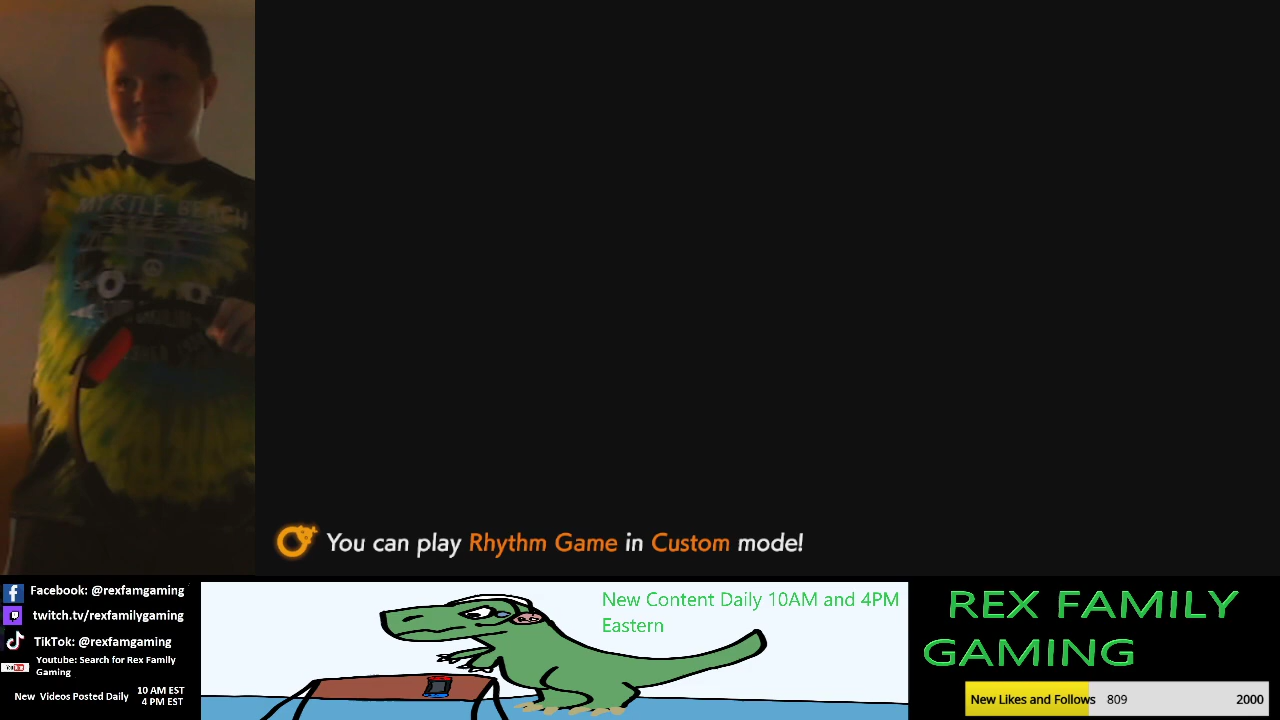 MYRTLE BEACH
You can play Rhythm Game in Custom mode!
Facebook: @rexfamgaming
twitch.tv/rexfamilygaming
TikTok: @rexfamgaming
Youtube: Search for Rex Family
Gaming
New Videos Posted Daily
10 AM EST
4 PM EST
New Content Daily 10AM and 4PM
Eastern
REX FAMILY
GAMING
New Likes and Follows 809 2000